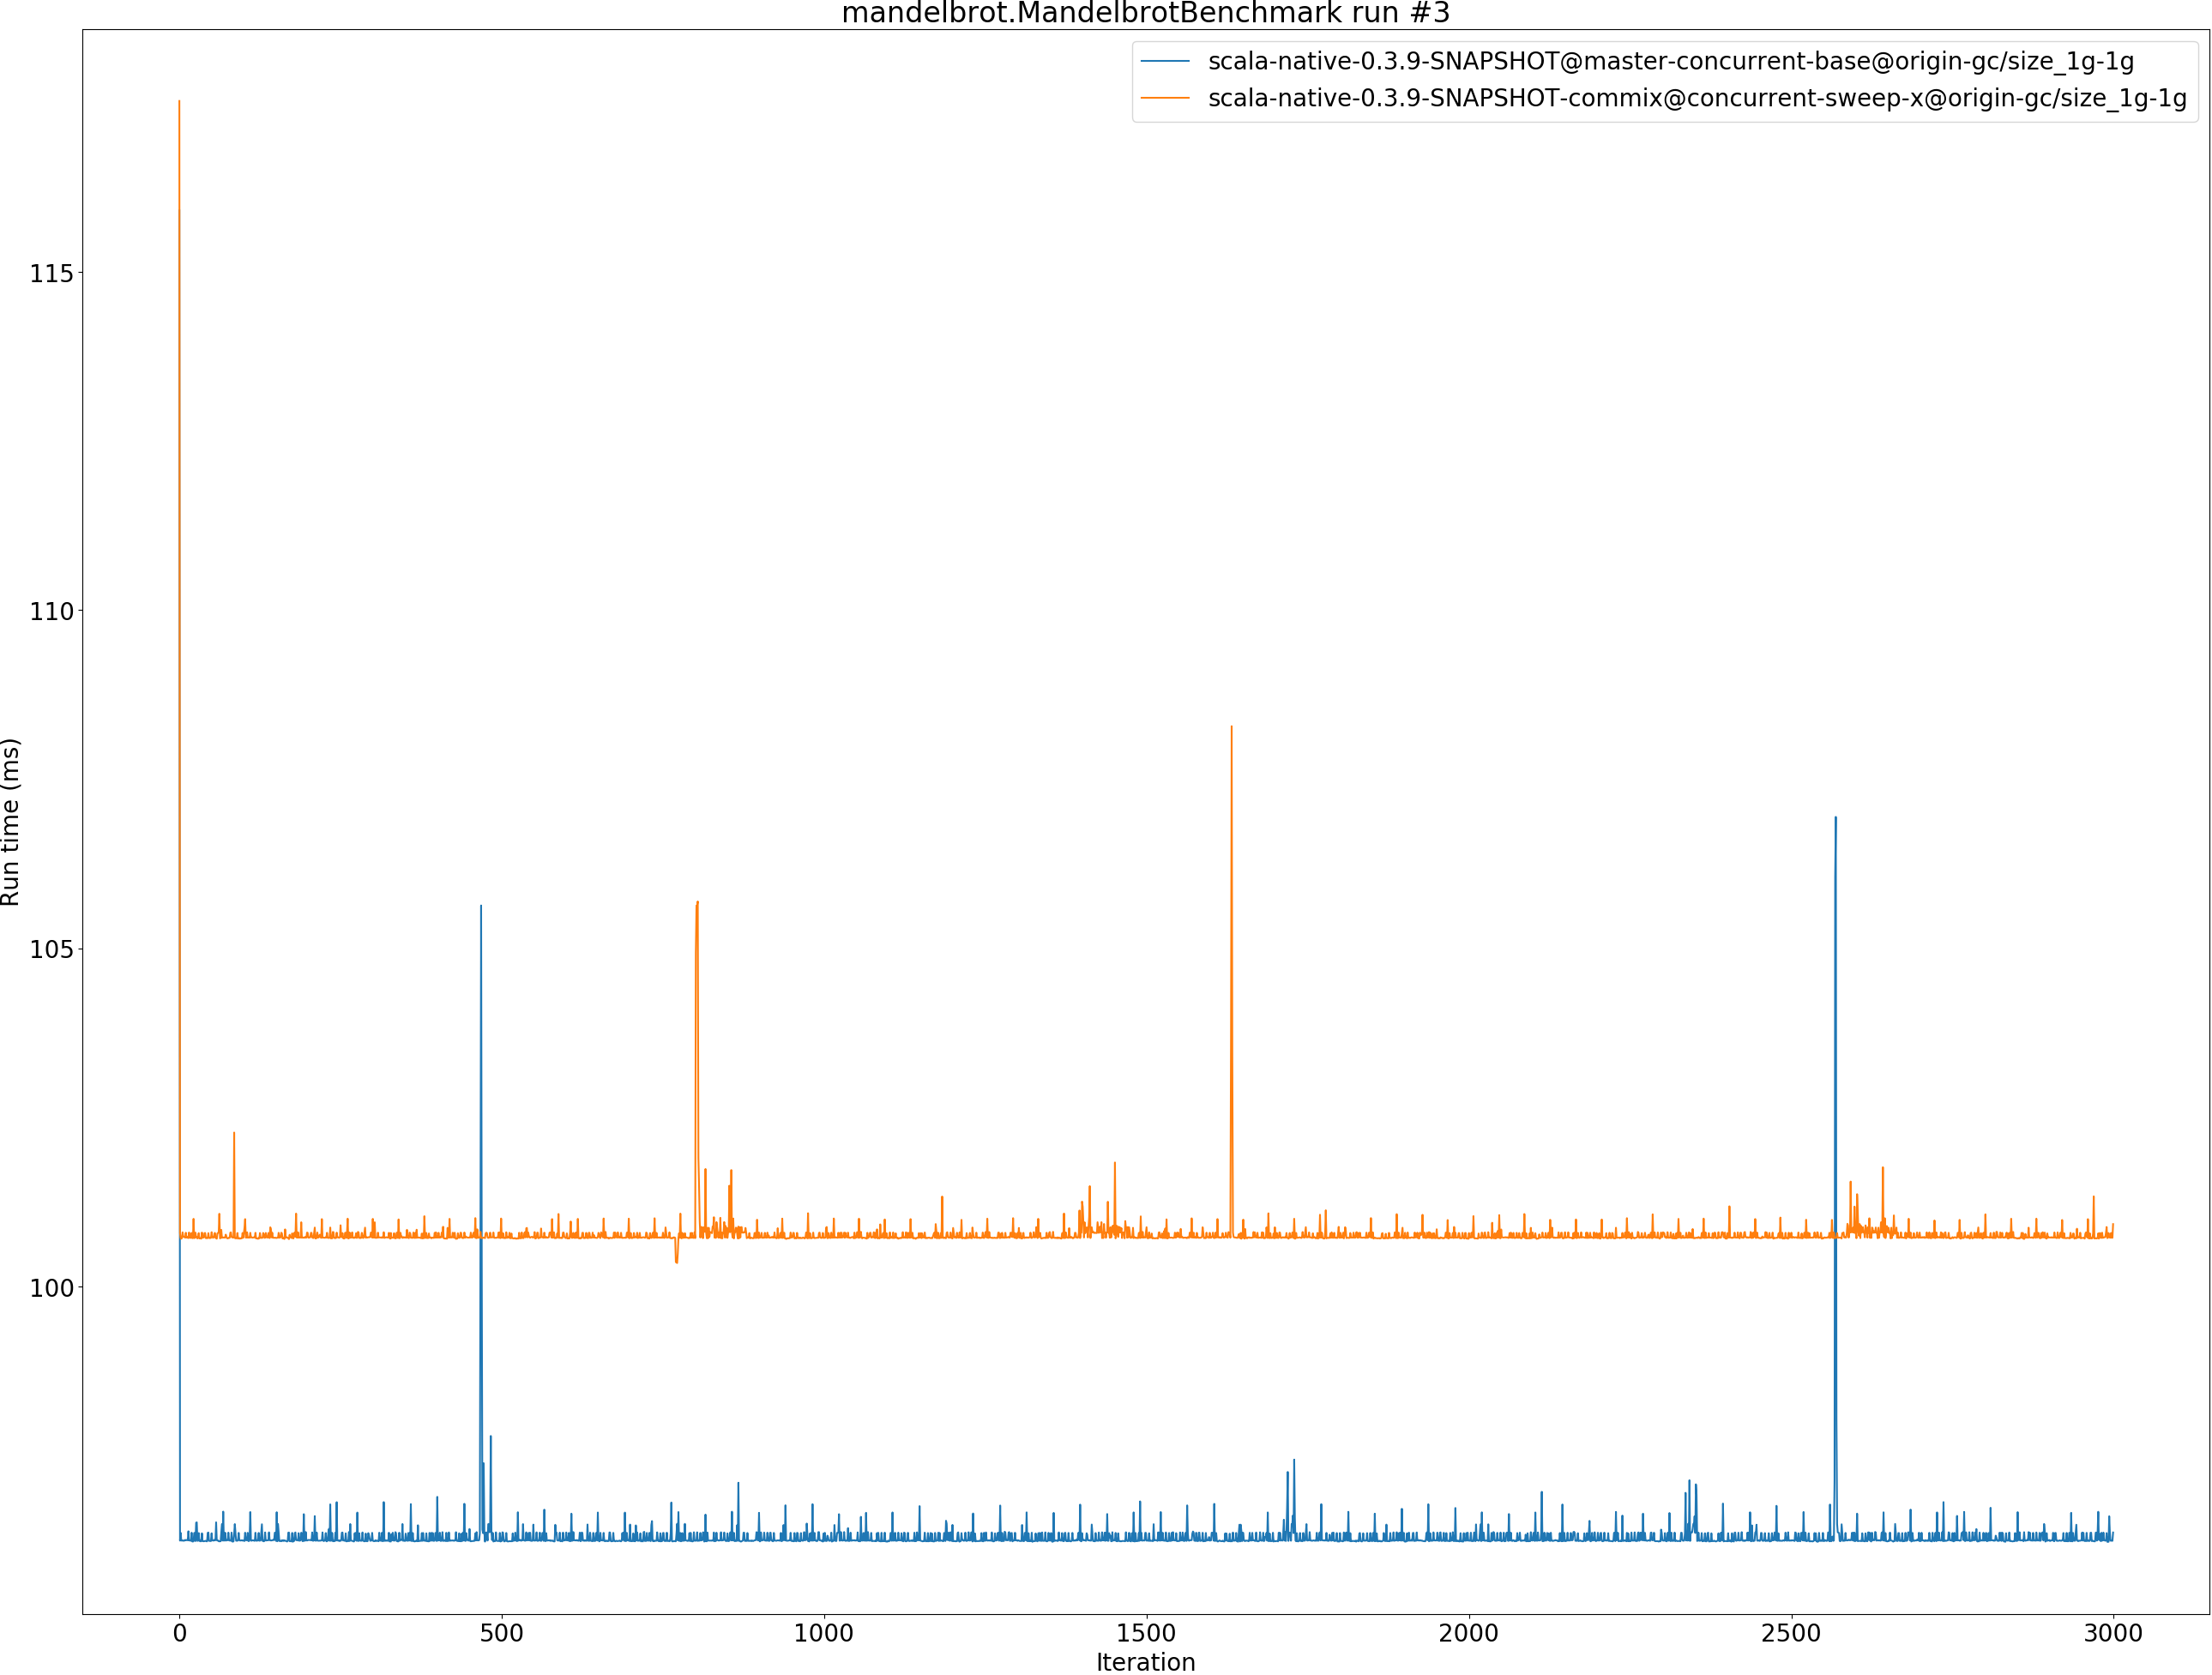 mandelbrot.MandelbrotBenchmark run #3
scala-native-0.3.9-SNAPSHOT@master-concurrent-base@origin-gc/size_1g-1g
scala-native-0.3.9-SNAPSHOT-commix@concurrent-sweep-x@origin-gc/size_1g-1g
115
110
105
100
Run time (ms)
0 500 1000 1500 2000 2500 3000
Iteration